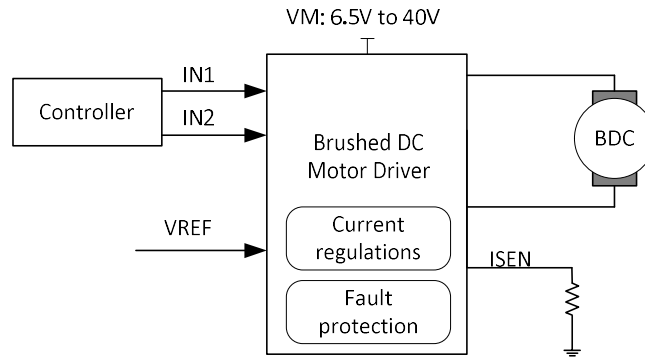 VM: 6.5V to 40V
IN1
Controller
IN2
Brushed DC
Motor Driver
BDC
VREF
Current
regulations
ISEN
Fault
protection